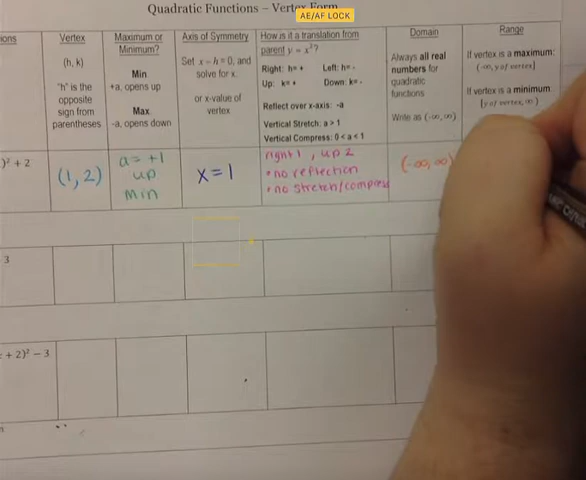 Quadratic Functions – Vertex Form
AE/AF LOCK
ions
Vertex
(h, k)
"h" is the
opposite
sign from
parentheses
Maximum or
Minimum?
Min
+a, opens up
Max
-a, opens down
Axis of Symmetry
Set x – h = 0, and
solve for x.
or x-value of
vertex
How is it a translation from
parent y = x²?
Right: h= + Left: h= -
Up: k= + Down: k= -
Reflect over x-axis: -a
Vertical Stretch: a > 1
Vertical Compress: 0 < a < 1
Domain
Always all real
numbers for
quadratic
functions
Write as (-∞, ∞)
Range
If vertex is a maximum:
(-∞, y of vertex]
If vertex is a minimum
[y of vertex, ∞)
)² + 2
(1, 2)
a = +1
up
min
x = 1
right 1, up 2
• no reflection
• no stretch/compress
(-∞, ∞)
3
+ 2)² – 3